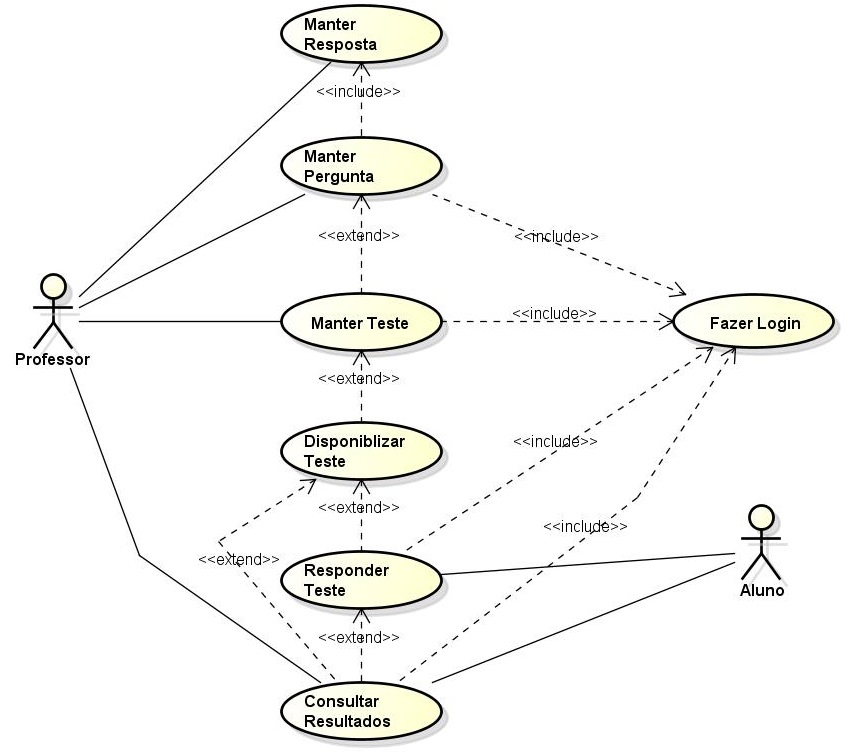 Manter
Resposta
<<include>>
Manter
Pergunta
<<extend>>
<<include>>
Manter Teste
<<include>>
Fazer Login
Professor
<<extend>>
Disponiblizar
Teste
<<include>>
<<extend>>
<<include>>
<<extend>>
Responder
Teste
Aluno
<<extend>>
Consultar
Resultados